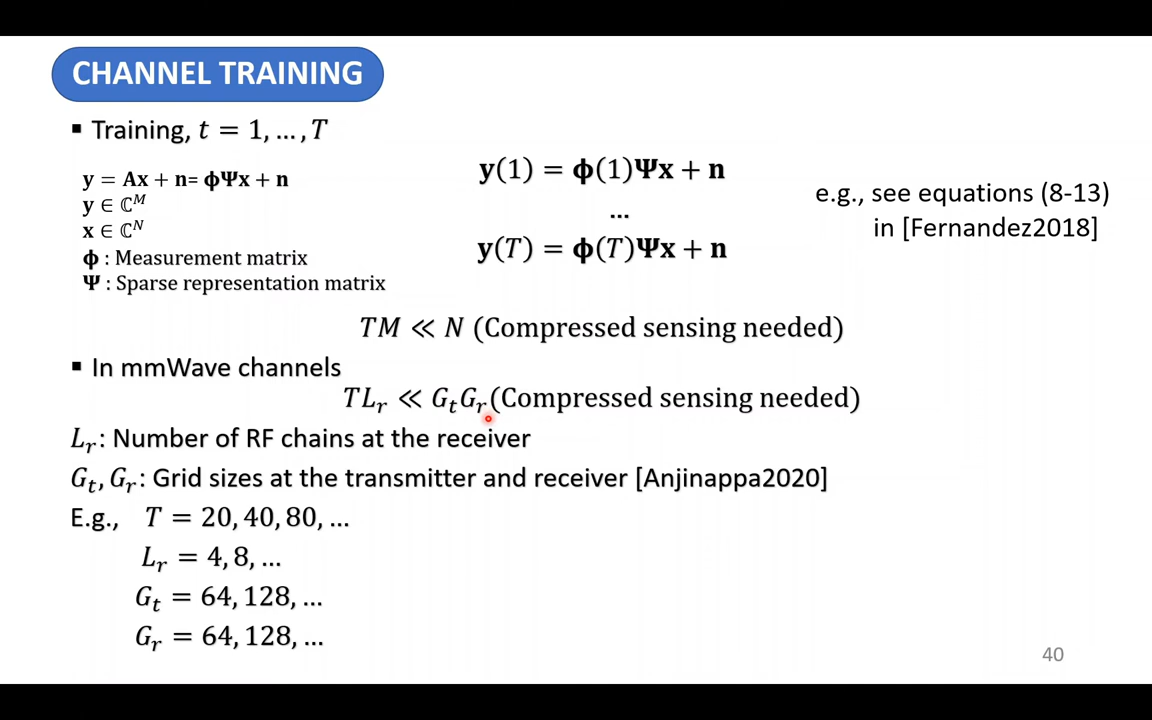 CHANNEL TRAINING
▪ Training, t = 1, … , T
y = Ax + n= ϕΨx + n
y ∈ ℂ^M
x ∈ ℂ^N
ϕ : Measurement matrix
Ψ : Sparse representation matrix
y(1) = ϕ(1)Ψx + n
...
y(T) = ϕ(T)Ψx + n
e.g., see equations (8-13)
in [Fernandez2018]
TM ≪ N (Compressed sensing needed)
▪ In mmWave channels
TL_r ≪ G_tG_r(Compressed sensing needed)
L_r: Number of RF chains at the receiver
G_t, G_r: Grid sizes at the transmitter and receiver [Anjinappa2020]
E.g., T = 20, 40, 80, …
L_r = 4, 8, …
G_t = 64, 128, …
G_r = 64, 128, …
40